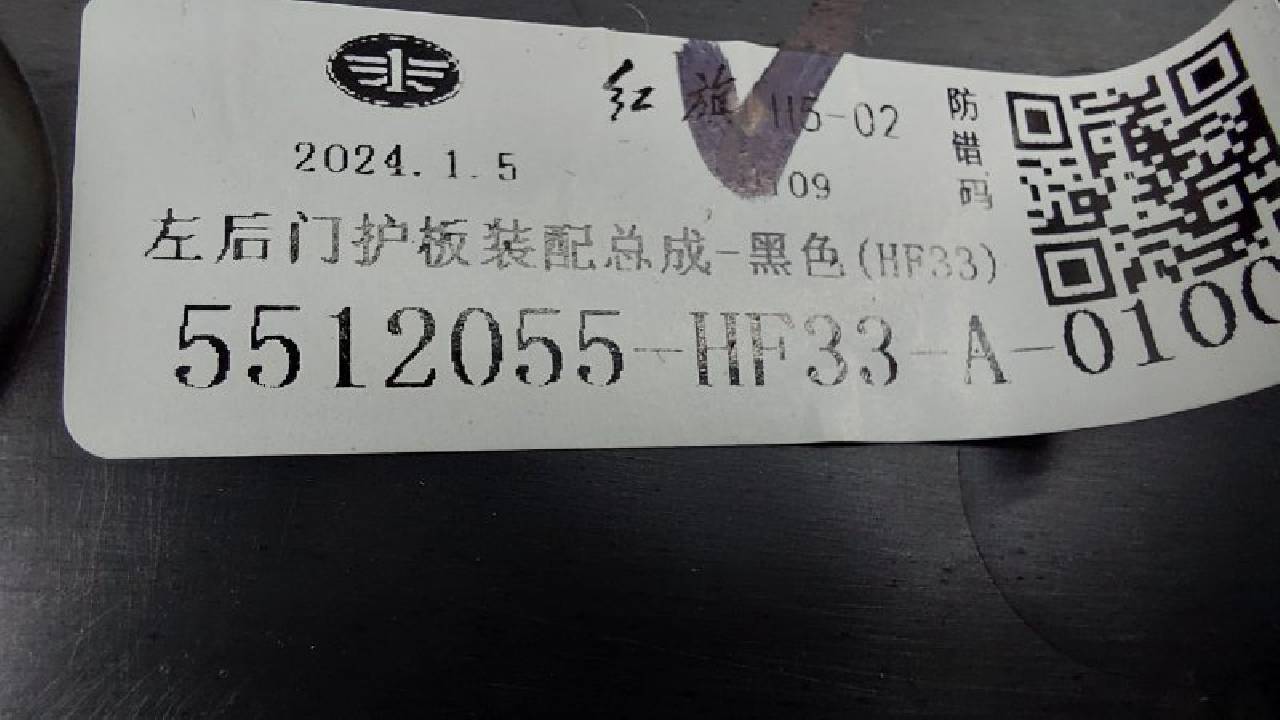 红旗 H5-02
防错码
2024.1.5
109
左后门护板装配总成-黑色(HF33)
5512055-HF33-A-0100